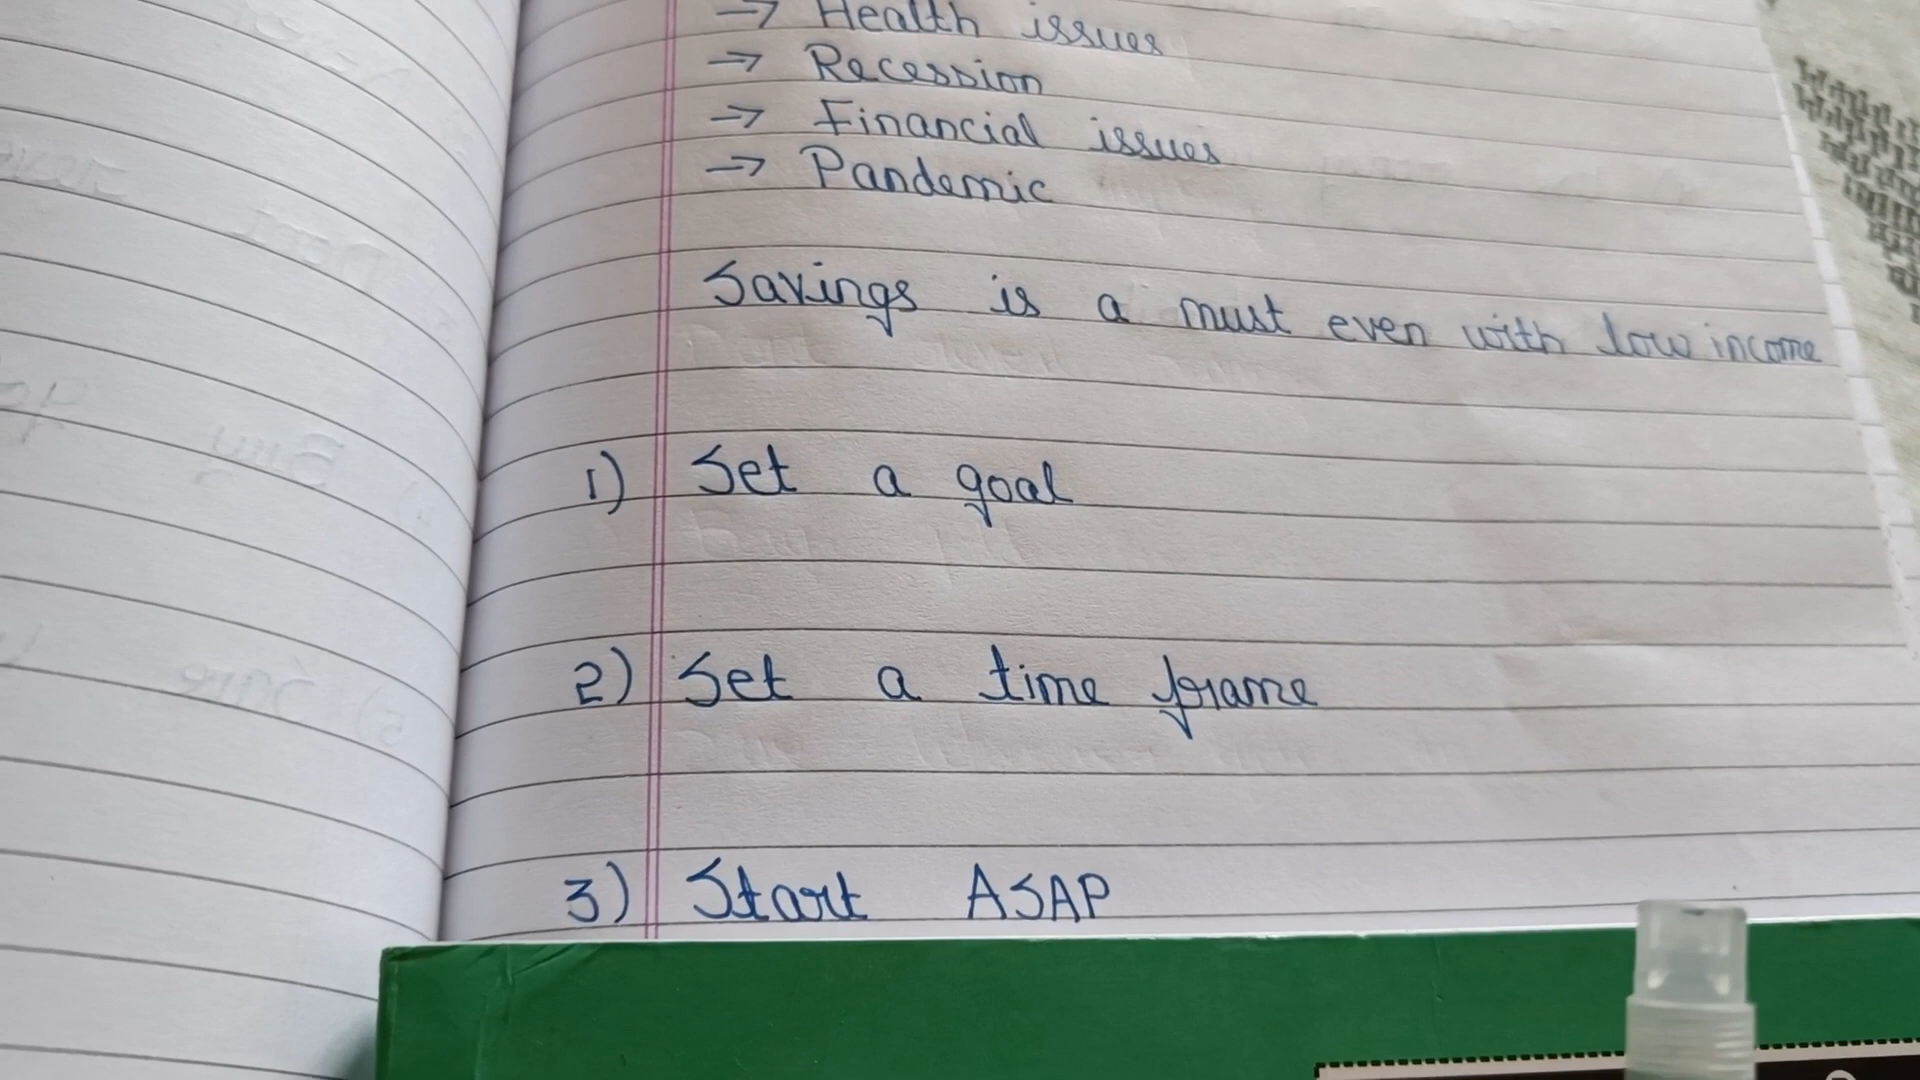 → Health issues
→ Recession
→ Financial issues
→ Pandemic
Savings is a must even with low income
1) Set a goal
2) Set a time frame
3) Start ASAP